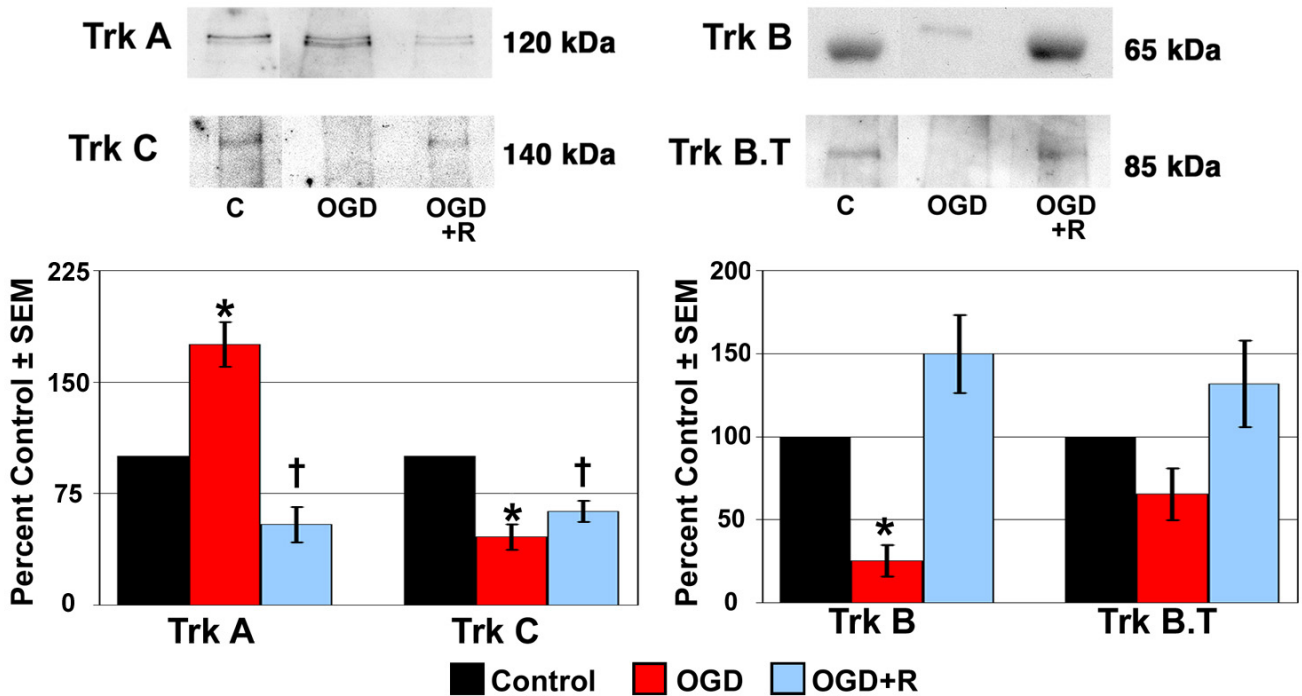 Trk A
120 kDa
Trk C
140 kDa
C OGD OGD
+R
Trk B
65 kDa
Trk B.T
85 kDa
C OGD OGD
+R
Percent Control ± SEM
225
150
75
0
*
†
*
†
Trk A Trk C
Percent Control ± SEM
200
150
100
50
0
*
Trk B Trk B.T
Control OGD OGD+R